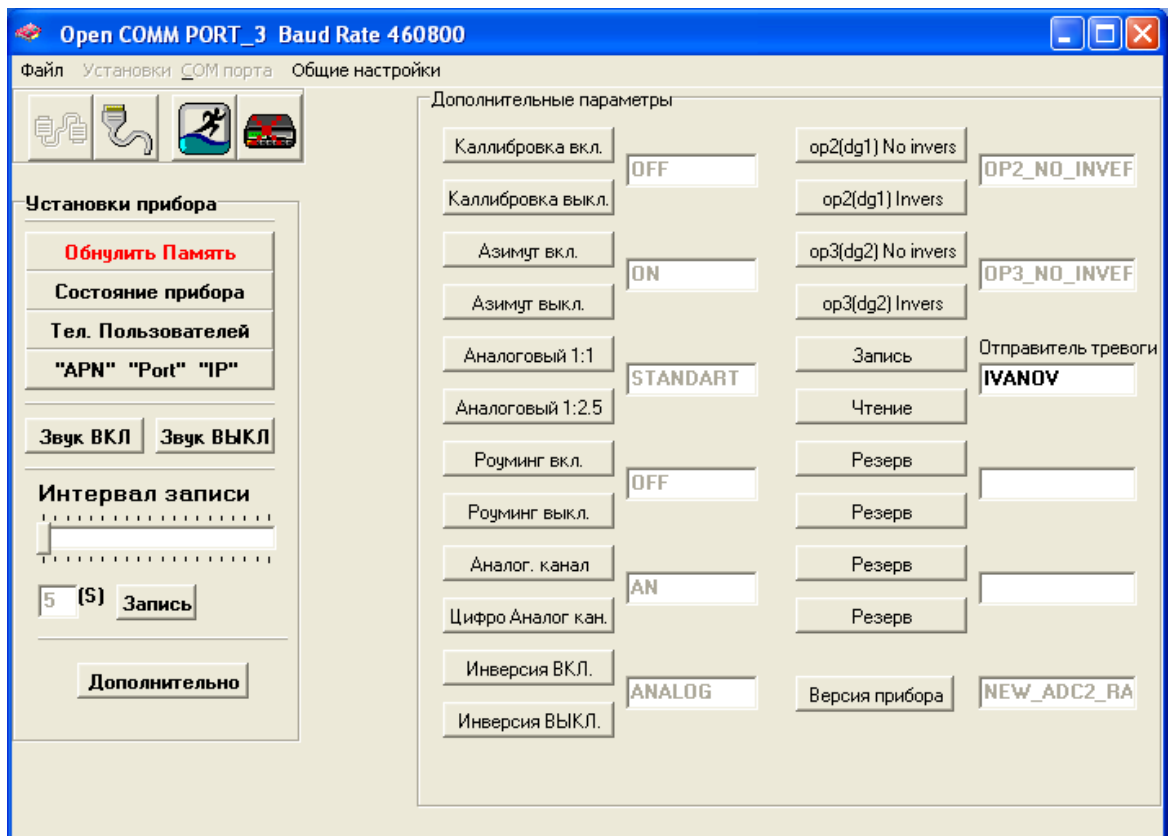 Open COMM PORT_3 Baud Rate 460800
Файл Установки COM порта Общие настройки
Установки прибора
Обнулить Память
Состояние прибора
Тел. Пользователей
"APN" "Port" "IP"
Звук ВКЛ Звук ВЫКЛ
Интервал записи
5 (S) Запись
Дополнительно
Дополнительные параметры
Каллибровка вкл.
OFF
Каллибровка выкл.
Азимут вкл.
ON
Азимут выкл.
Аналоговый 1:1
STANDART
Аналоговый 1:2.5
Роуминг вкл.
OFF
Роуминг выкл.
Аналог. канал
AN
Цифро Аналог кан.
Инверсия ВКЛ.
ANALOG
Инверсия ВЫКЛ.
op2(dg1) No invers
OP2_NO_INVEF
op2(dg1) Invers
op3(dg2) No invers
OP3_NO_INVEF
op3(dg2) Invers
Запись
Отправитель тревоги
IVANOV
Чтение
Резерв
Резерв
Резерв
Резерв
Версия прибора
NEW_ADC2_RA